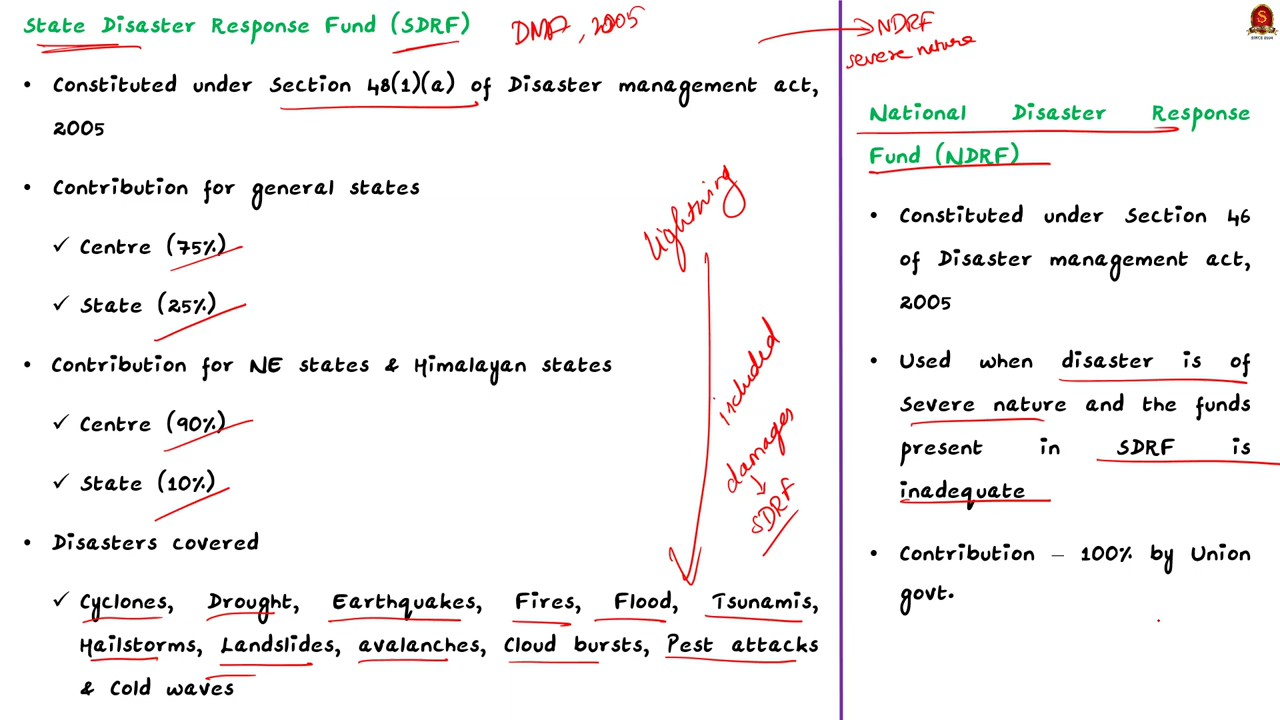 State Disaster Response Fund (SDRF)
DMA, 2005
• Constituted under Section 48(1)(a) of Disaster management act,
2005
• Contribution for general states
✓ Centre (75%)
✓ State (25%)
• Contribution for NE states & Himalayan states
✓ Centre (90%)
✓ State (10%)
• Disasters covered
✓ Cyclones, Drought, Earthquakes, Fires, Flood, Tsunamis,
Hailstorms, Landslides, avalanches, Cloud bursts, Pest attacks
& Cold waves
Lightning
included
damages
↓
SDRF
→ NDRF
severe nature
National Disaster Response
Fund (NDRF)
• Constituted under Section 46
of Disaster management act,
2005
• Used when disaster is of
Severe nature and the funds
present in SDRF is
inadequate
• Contribution – 100% by Union
govt.